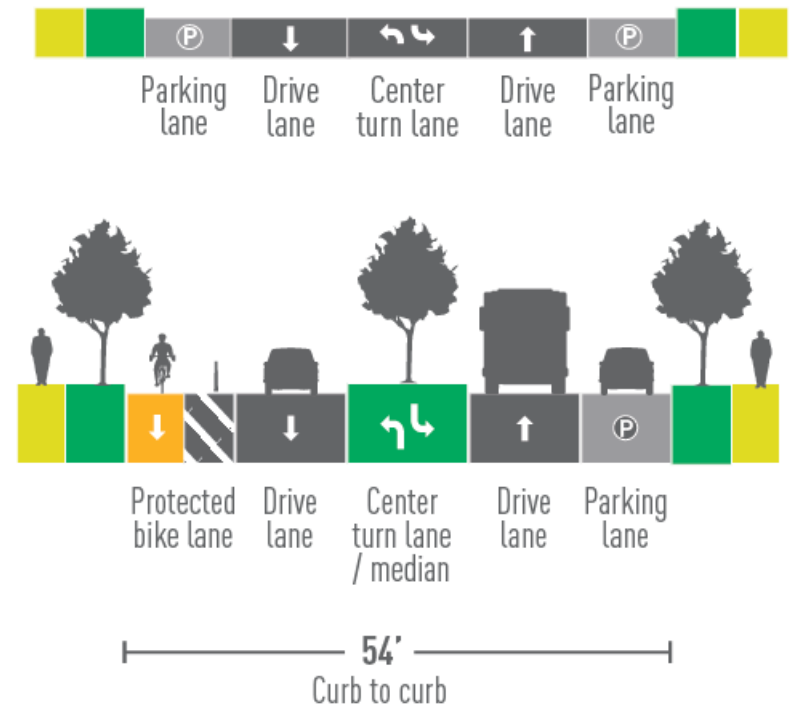 P P
Parking Drive Center Drive Parking
lane lane turn lane lane lane
P
Protected Drive Center Drive Parking
bike lane lane turn lane lane lane
/ median
54’
Curb to curb